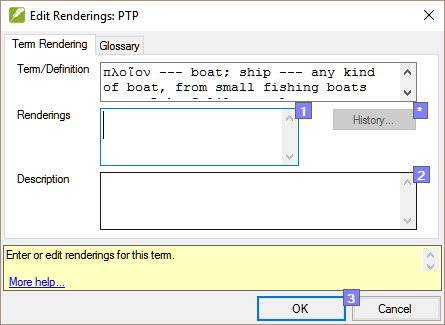 Edit Renderings: PTP
Term Rendering
Glossary
Term/Definition
πλοῖον --- boat; ship --- any kind
of boat, from small fishing boats
Renderings
1
*
History...
Description
2
Enter or edit renderings for this term.
More help...
3
OK
Cancel